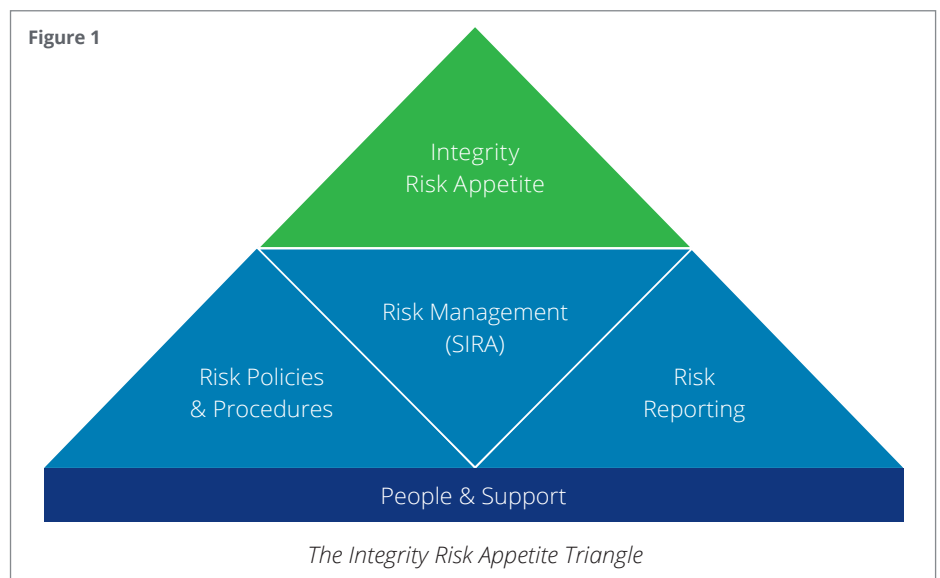 Figure 1
Integrity
Risk Appetite
Risk Management
(SIRA)
Risk Policies
& Procedures
Risk
Reporting
People & Support
The Integrity Risk Appetite Triangle